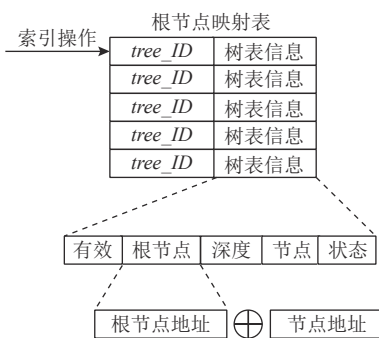 根节点映射表
索引操作
tree_ID 树表信息
tree_ID 树表信息
tree_ID 树表信息
tree_ID 树表信息
tree_ID 树表信息
有效 根节点 深度 节点 状态
根节点地址 ⊕ 节点地址